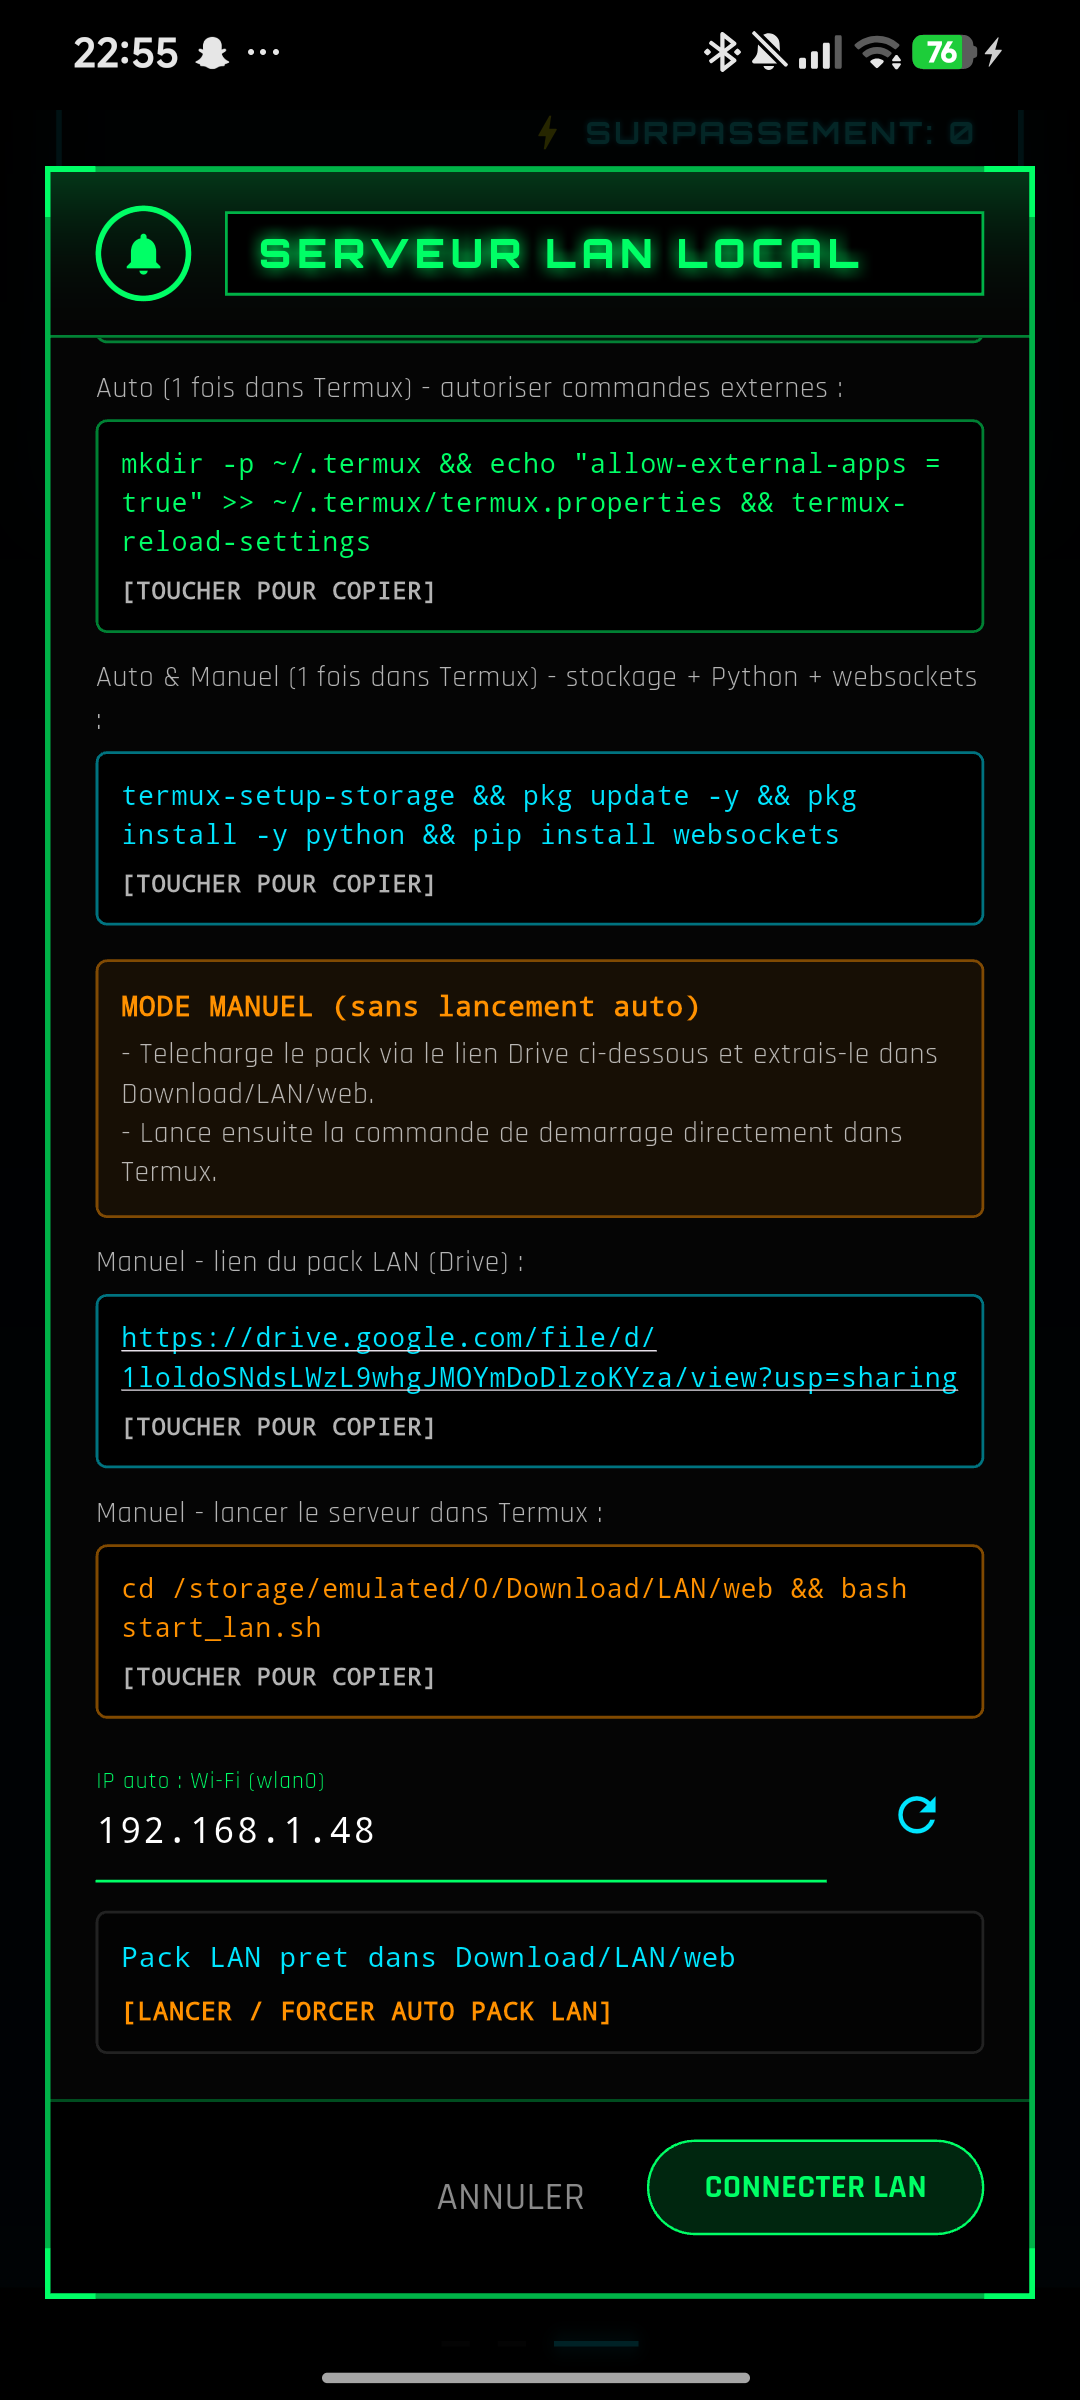 22:55
76
SURPASSEMENT: 0
SERVEUR LAN LOCAL
Auto (1 fois dans Termux) - autoriser commandes externes :
mkdir -p ~/.termux && echo "allow-external-apps =
true" >> ~/.termux/termux.properties && termux-
reload-settings
[TOUCHER POUR COPIER]
Auto & Manuel (1 fois dans Termux) - stockage + Python + websockets
:
termux-setup-storage && pkg update -y && pkg
install -y python && pip install websockets
[TOUCHER POUR COPIER]
MODE MANUEL (sans lancement auto)
- Telecharge le pack via le lien Drive ci-dessous et extrais-le dans
Download/LAN/web.
- Lance ensuite la commande de demarrage directement dans
Termux.
Manuel - lien du pack LAN (Drive) :
https://drive.google.com/file/d/
1loldoSNdsLWzL9whgJMOYmDoDlzoKYza/view?usp=sharing
[TOUCHER POUR COPIER]
Manuel - lancer le serveur dans Termux :
cd /storage/emulated/0/Download/LAN/web && bash
start_lan.sh
[TOUCHER POUR COPIER]
IP auto : Wi-Fi (wlan0)
192.168.1.48
Pack LAN pret dans Download/LAN/web
[LANCER / FORCER AUTO PACK LAN]
ANNULER
CONNECTER LAN